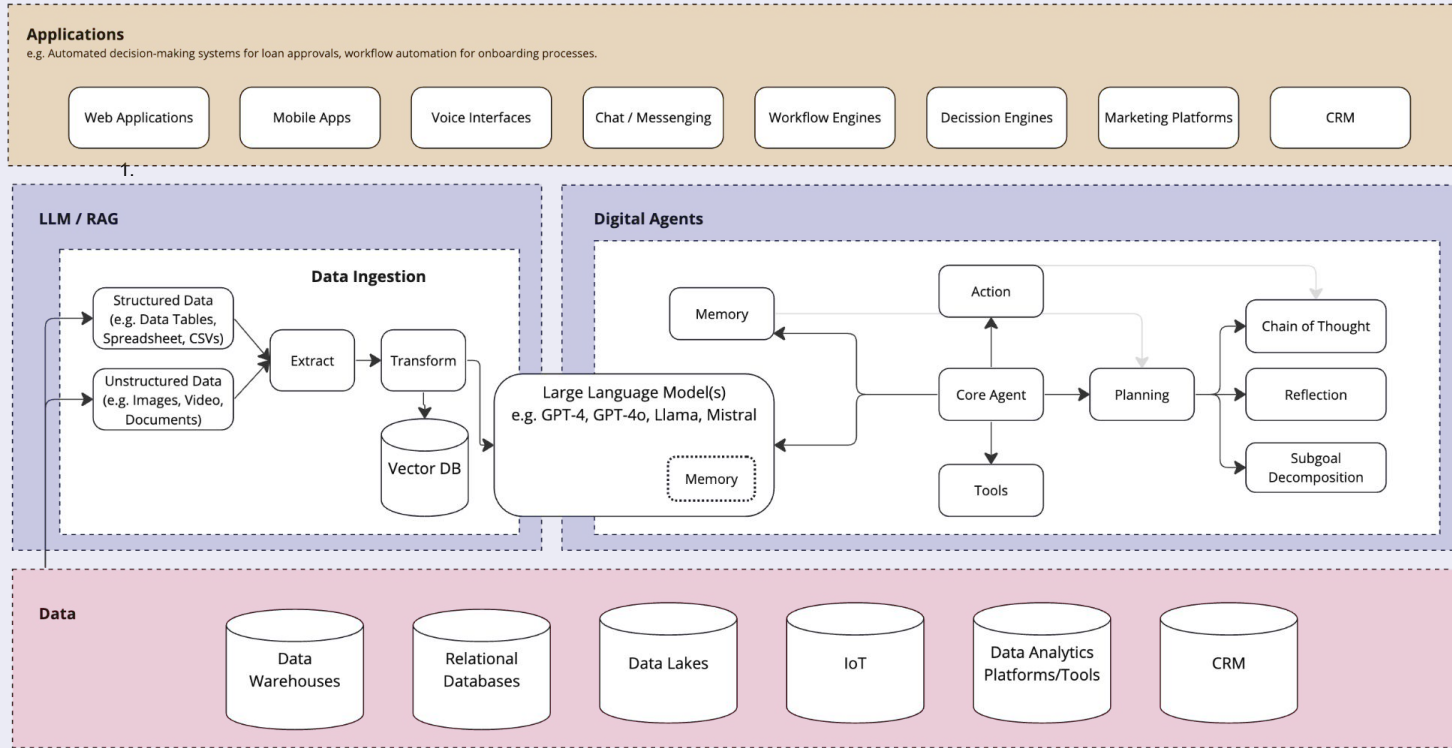 Applications
e.g. Automated decision-making systems for loan approvals, workflow automation for onboarding processes.
Web Applications
Mobile Apps
Voice Interfaces
Chat / Messenging
Workflow Engines
Decission Engines
Marketing Platforms
CRM
1.
LLM / RAG
Data Ingestion
Structured Data
(e.g. Data Tables,
Spreadsheet, CSVs)
Unstructured Data
(e.g. Images, Video,
Documents)
Extract
Transform
Vector DB
Large Language Model(s)
e.g. GPT-4, GPT-4o, Llama, Mistral
Memory
Digital Agents
Memory
Action
Core Agent
Tools
Planning
Chain of Thought
Reflection
Subgoal
Decomposition
Data
Data
Warehouses
Relational
Databases
Data Lakes
IoT
Data Analytics
Platforms/Tools
CRM